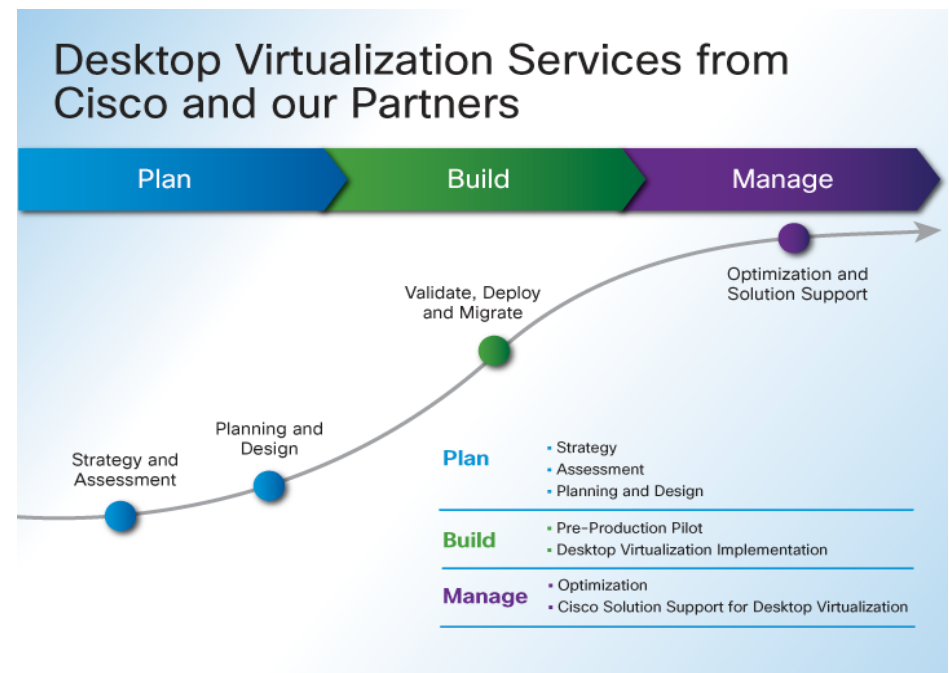 Desktop Virtualization Services from
Cisco and our Partners
Plan
Build
Manage
Optimization and
Solution Support
Validate, Deploy
and Migrate
Planning and
Design
Strategy and
Assessment
Plan
▪ Strategy
▪ Assessment
▪ Planning and Design
Build
▪ Pre-Production Pilot
▪ Desktop Virtualization Implementation
Manage
▪ Optimization
▪ Cisco Solution Support for Desktop Virtualization